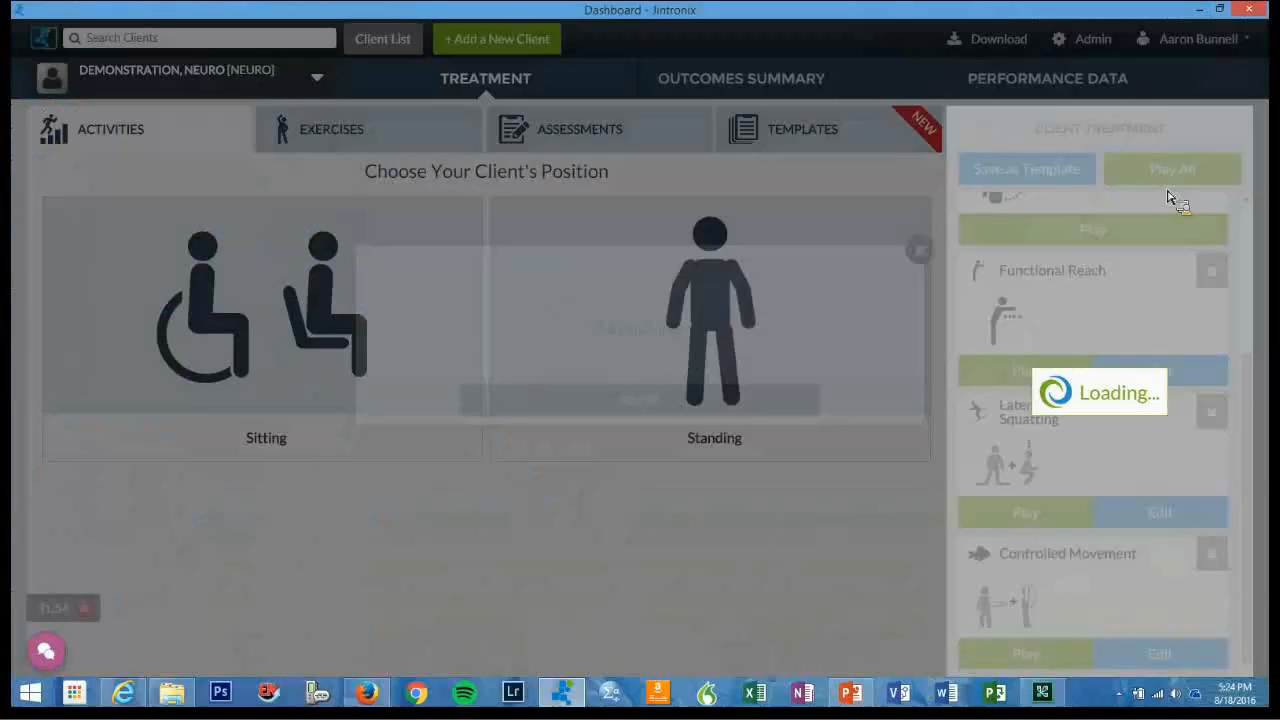 Dashboard - Jintronix
Search Clients
Client List
+ Add a New Client
Download
Admin
Aaron Bunnell
DEMONSTRATION, NEURO [NEURO]
TREATMENT
OUTCOMES SUMMARY
PERFORMANCE DATA
ACTIVITIES
EXERCISES
ASSESSMENTS
TEMPLATES
NEW
CLIENT TREATMENT
Choose Your Client's Position
Save as Template
Play All
Play
Functional Reach
Loading...
Squatting
Sitting
Standing
Play
Edit
Controlled Movement
Play
Edit
5:24 PM
8/18/2016